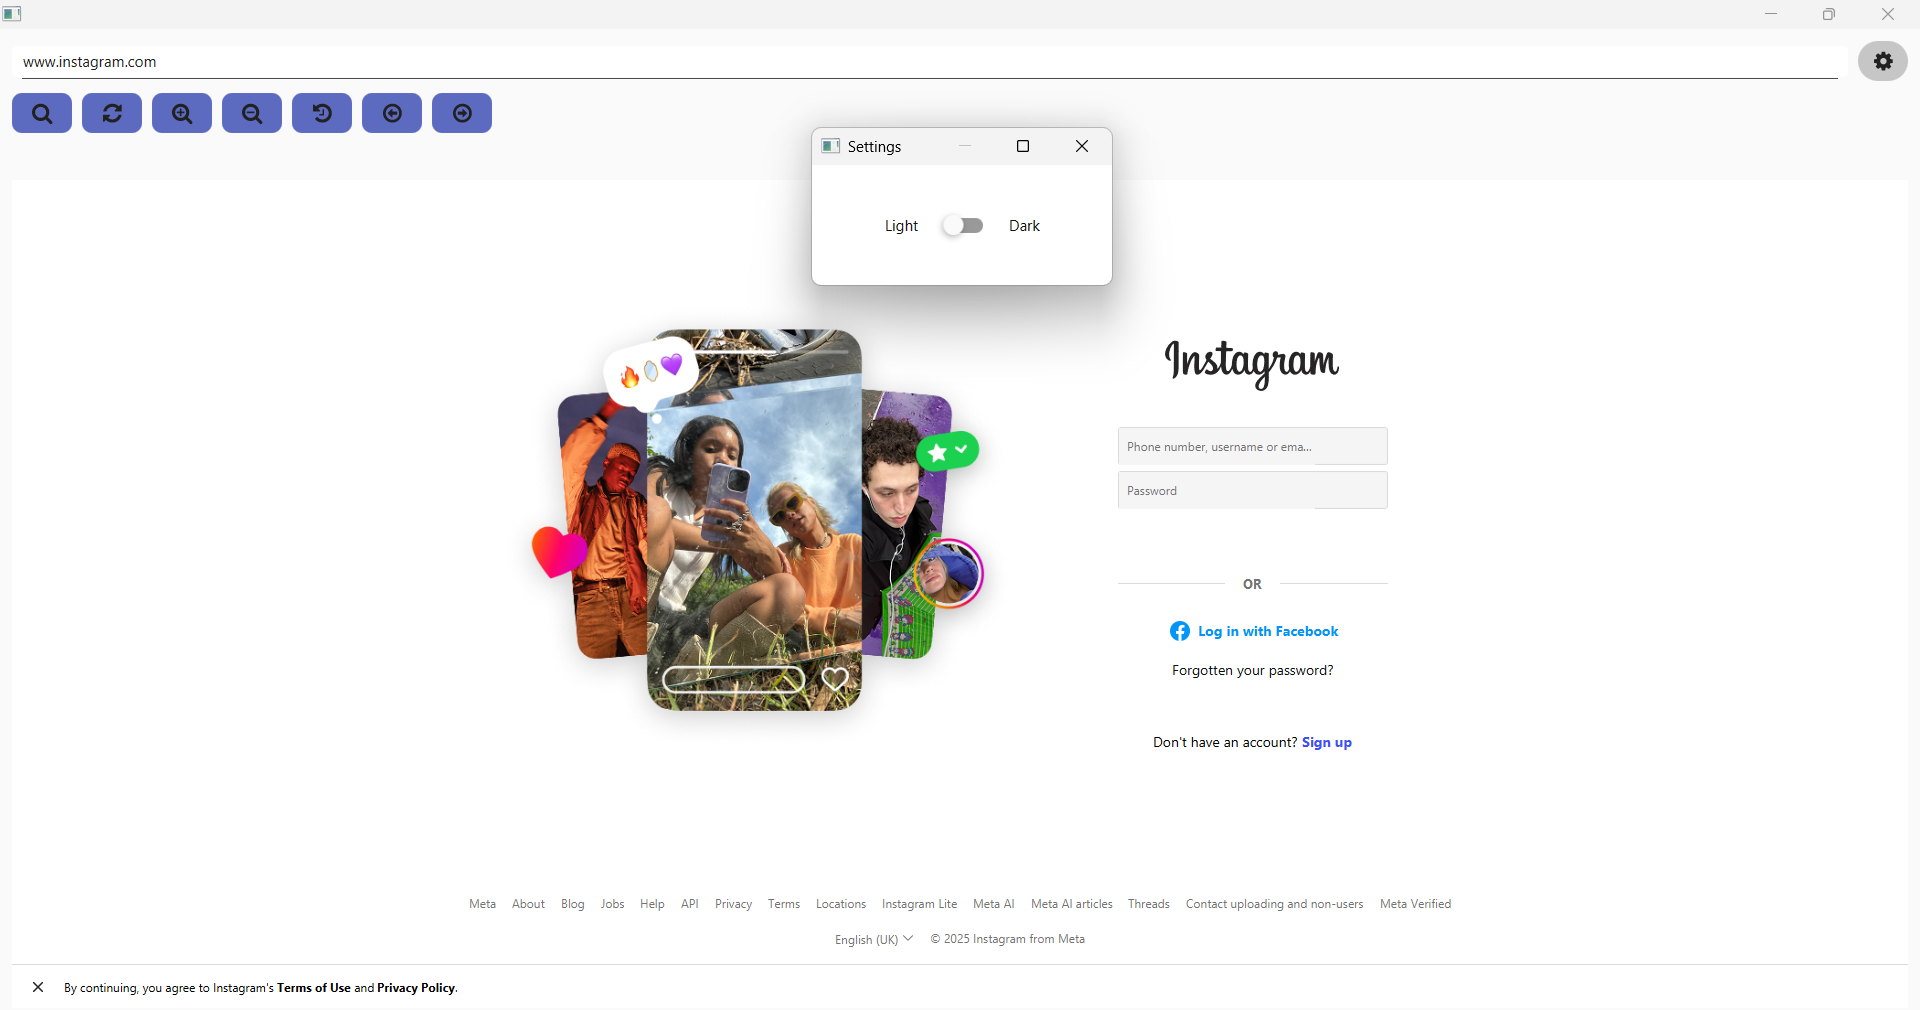 www.instagram.com
Settings
Light Dark
Instagram
Phone number, username or ema...
Password
OR
Log in with Facebook
Forgotten your password?
Don't have an account? Sign up
Meta About Blog Jobs Help API Privacy Terms Locations Instagram Lite Meta AI Meta AI articles Threads Contact uploading and non-users Meta Verified
English (UK) © 2025 Instagram from Meta
By continuing, you agree to Instagram's Terms of Use and Privacy Policy.